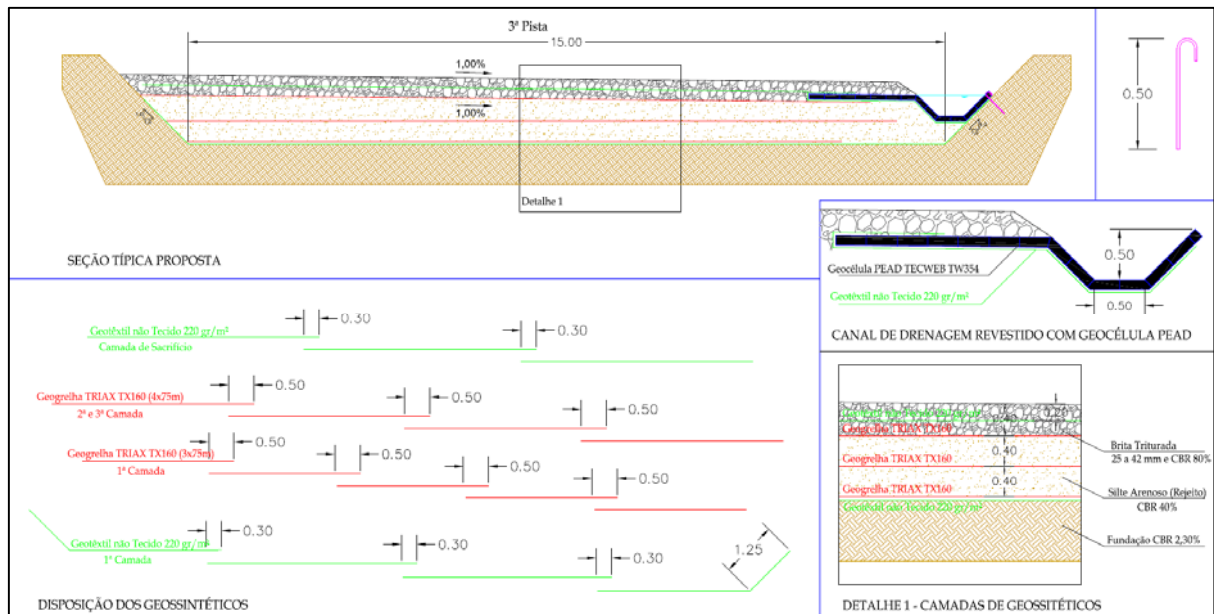 3ª Pista
15.00
1,00%
1,00%
Detalhe 1
SEÇÃO TÍPICA PROPOSTA
0.50
Geocélula PEAD TECWEB TW354
Geotêxtil não Tecido 220 gr/m²
0.50
0.50
CANAL DE DRENAGEM REVESTIDO COM GEOCÉLULA PEAD
Geotêxtil não Tecido 220 gr/m²
Camada de Sacrifício
0.30
0.30
Geogrelha TRIAX TX160 (4x75m)
2ª e 3ª Camada
0.50
0.50
0.50
Geogrelha TRIAX TX160 (3x75m)
1ª Camada
0.50
0.50
0.50
0.50
Geotêxtil não Tecido 220 gr/m²
1ª Camada
0.30
0.30
0.30
1.25
DISPOSIÇÃO DOS GEOSSINTÉTICOS
0.20
0.40
Geogrelha TRIAX TX160
Brita Triturada
25 a 42 mm e CBR 80%
0.40
Geogrelha TRIAX TX160
0.40
Geogrelha TRIAX TX160
Silte Arenoso (Rejeito)
CBR 40%
Geotêxtil não Tecido 220 gr/m²
Fundação CBR 2,30%
DETALHE 1 - CAMADAS DE GEOSSITÉTICOS